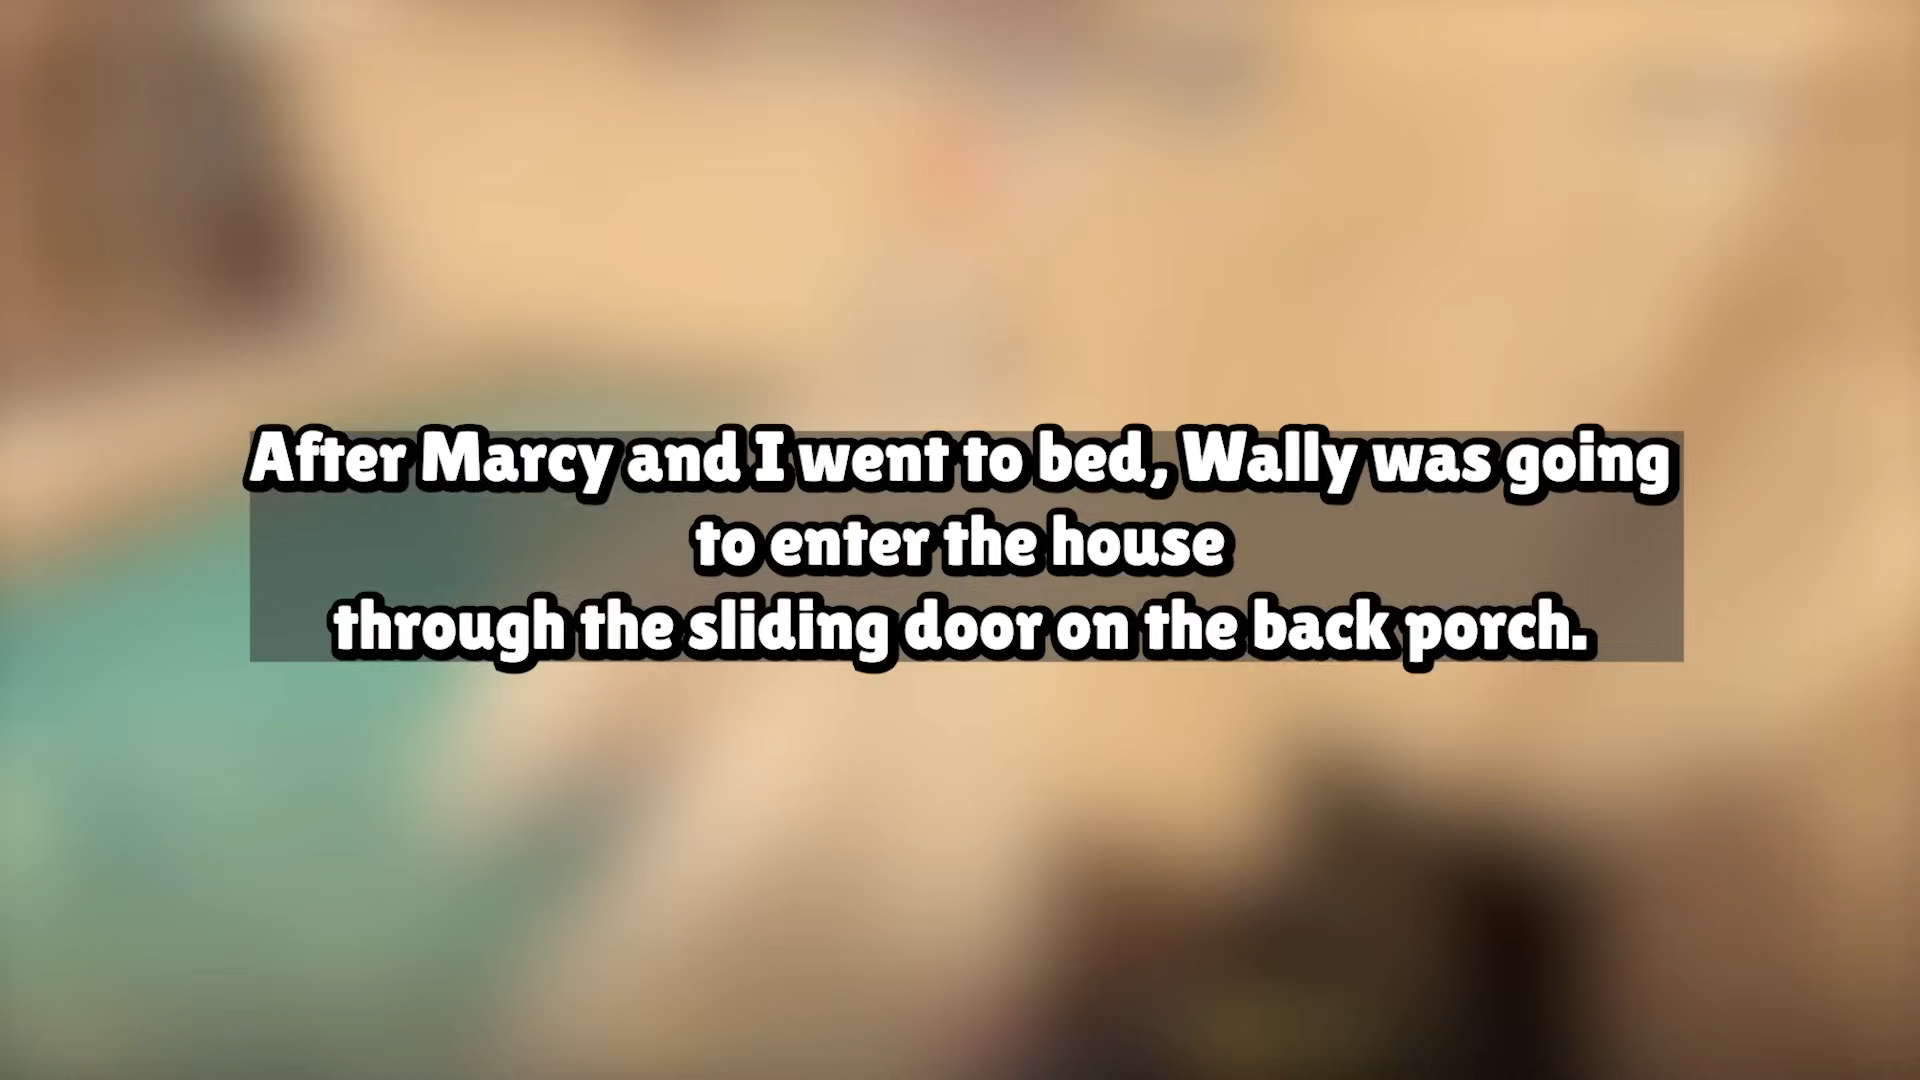 After Marcy and I went to bed, Wally was going
to enter the house
through the sliding door on the back porch.